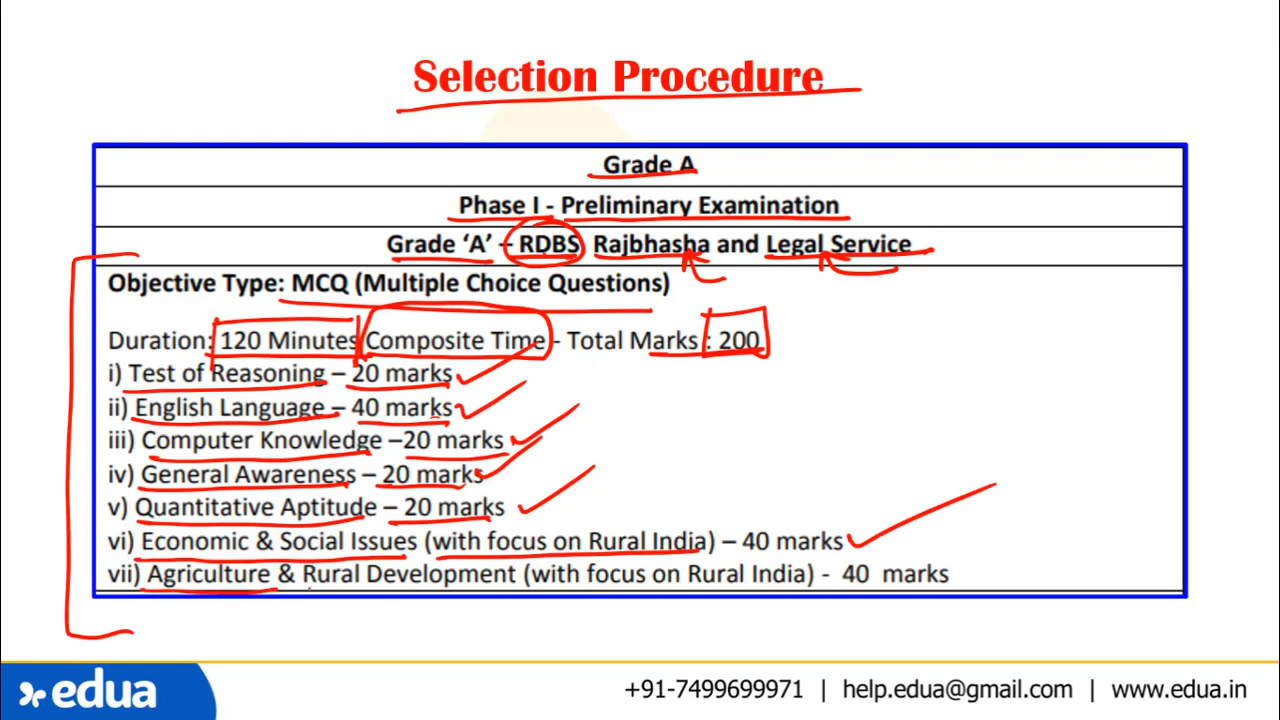 Selection Procedure
Grade A
Phase I - Preliminary Examination
Grade 'A' – RDBS Rajbhasha and Legal Service
Objective Type: MCQ (Multiple Choice Questions)
Duration: 120 Minutes Composite Time - Total Marks : 200
i) Test of Reasoning – 20 marks
ii) English Language – 40 marks
iii) Computer Knowledge –20 marks
iv) General Awareness – 20 marks
v) Quantitative Aptitude – 20 marks
vi) Economic & Social Issues (with focus on Rural India) – 40 marks
vii) Agriculture & Rural Development (with focus on Rural India) - 40 marks
edua
+91-7499699971 | help.edua@gmail.com | www.edua.in